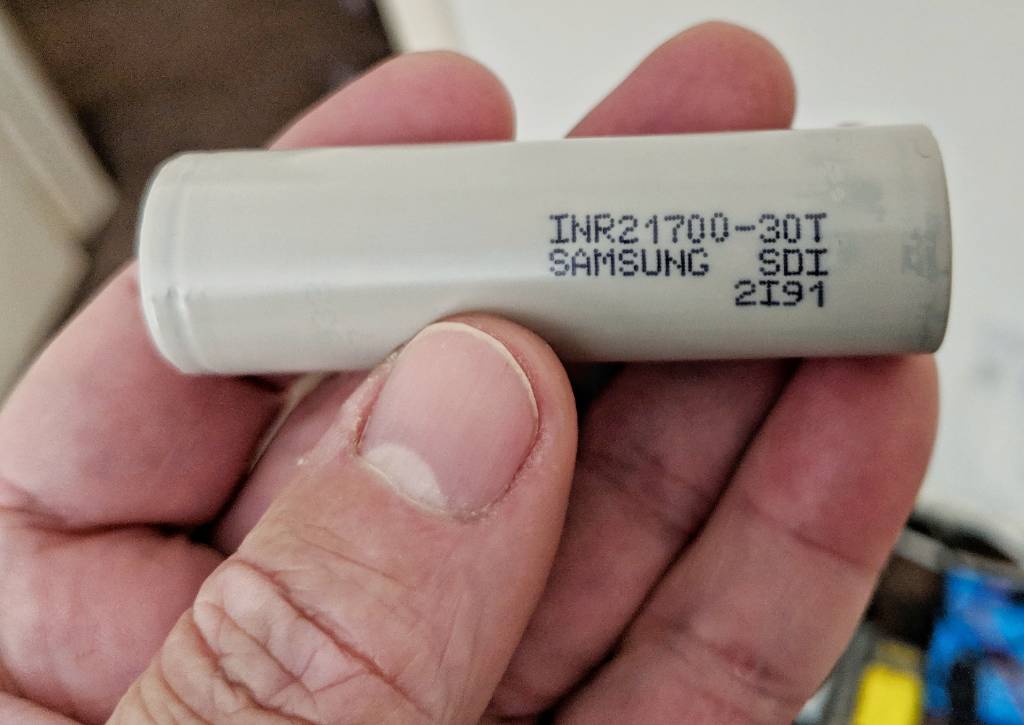 INR21700-30T
SAMSUNG SDI
2I91